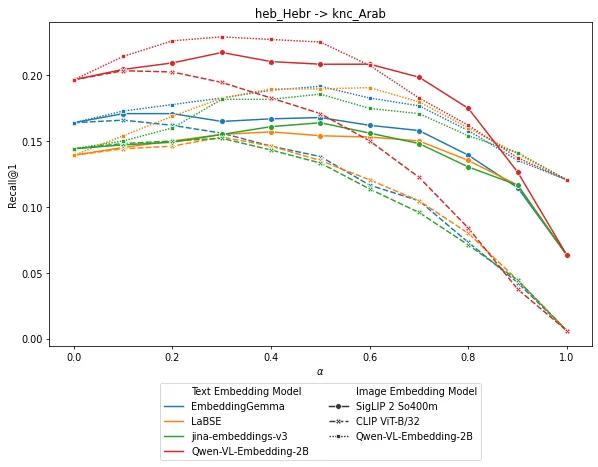 heb_Hebr -> knc_Arab
Recall@1
0.20
0.15
0.10
0.05
0.00
0.0 0.2 0.4 0.6 0.8 1.0
α
Text Embedding Model
EmbeddingGemma
LaBSE
jina-embeddings-v3
Qwen-VL-Embedding-2B
Image Embedding Model
SigLIP 2 So400m
CLIP ViT-B/32
Qwen-VL-Embedding-2B